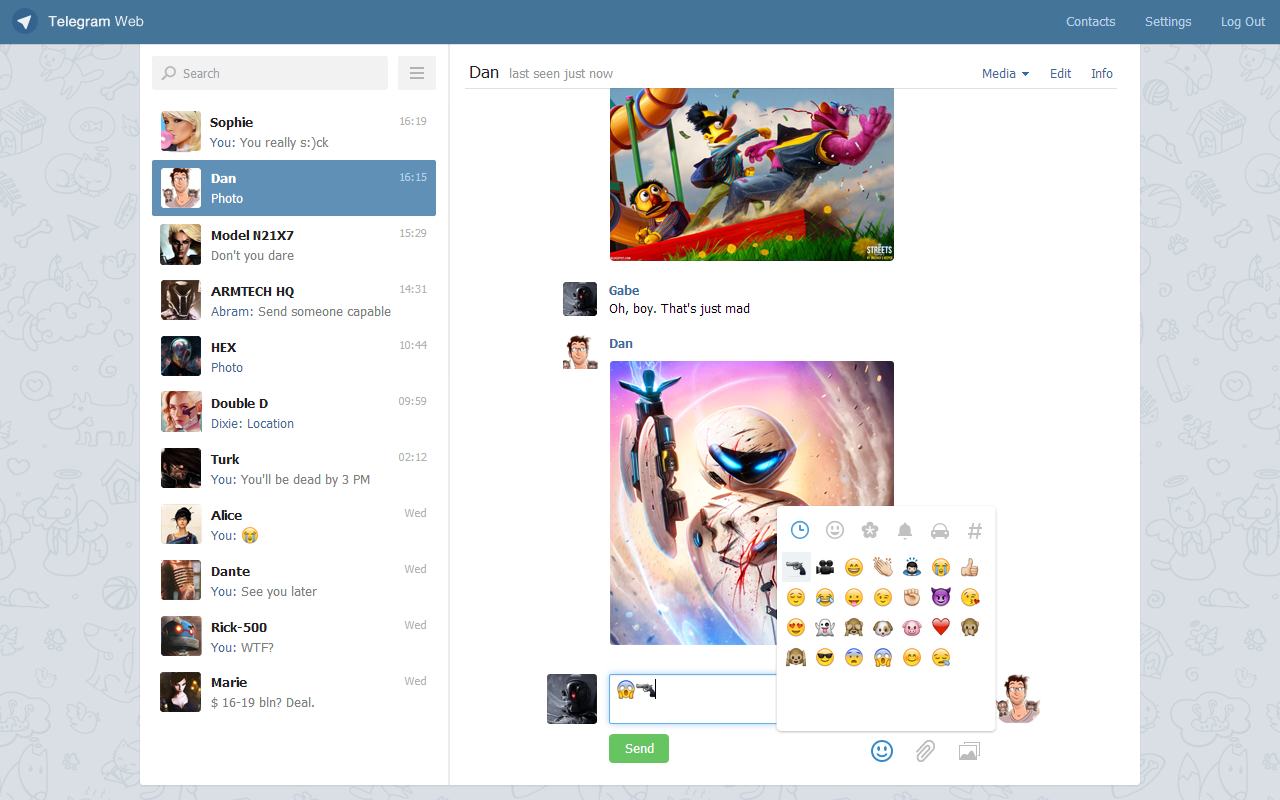 Telegram Web
Contacts Settings Log Out
Search
Sophie 16:19
You: You really s:)ck
Dan 16:15
Photo
Model N21X7 15:29
Don't you dare
ARMTECH HQ 14:31
Abram: Send someone capable
HEX 10:44
Photo
Double D 09:59
Dixie: Location
Turk 02:12
You: You'll be dead by 3 PM
Alice Wed
You: 😭
Dante Wed
You: See you later
Rick-500 Wed
You: WTF?
Marie Wed
$ 16-19 bln? Deal.
Dan last seen just now
Media Edit Info
STREETS
Gabe
Oh, boy. That's just mad
Dan
#
😱🔫
Send